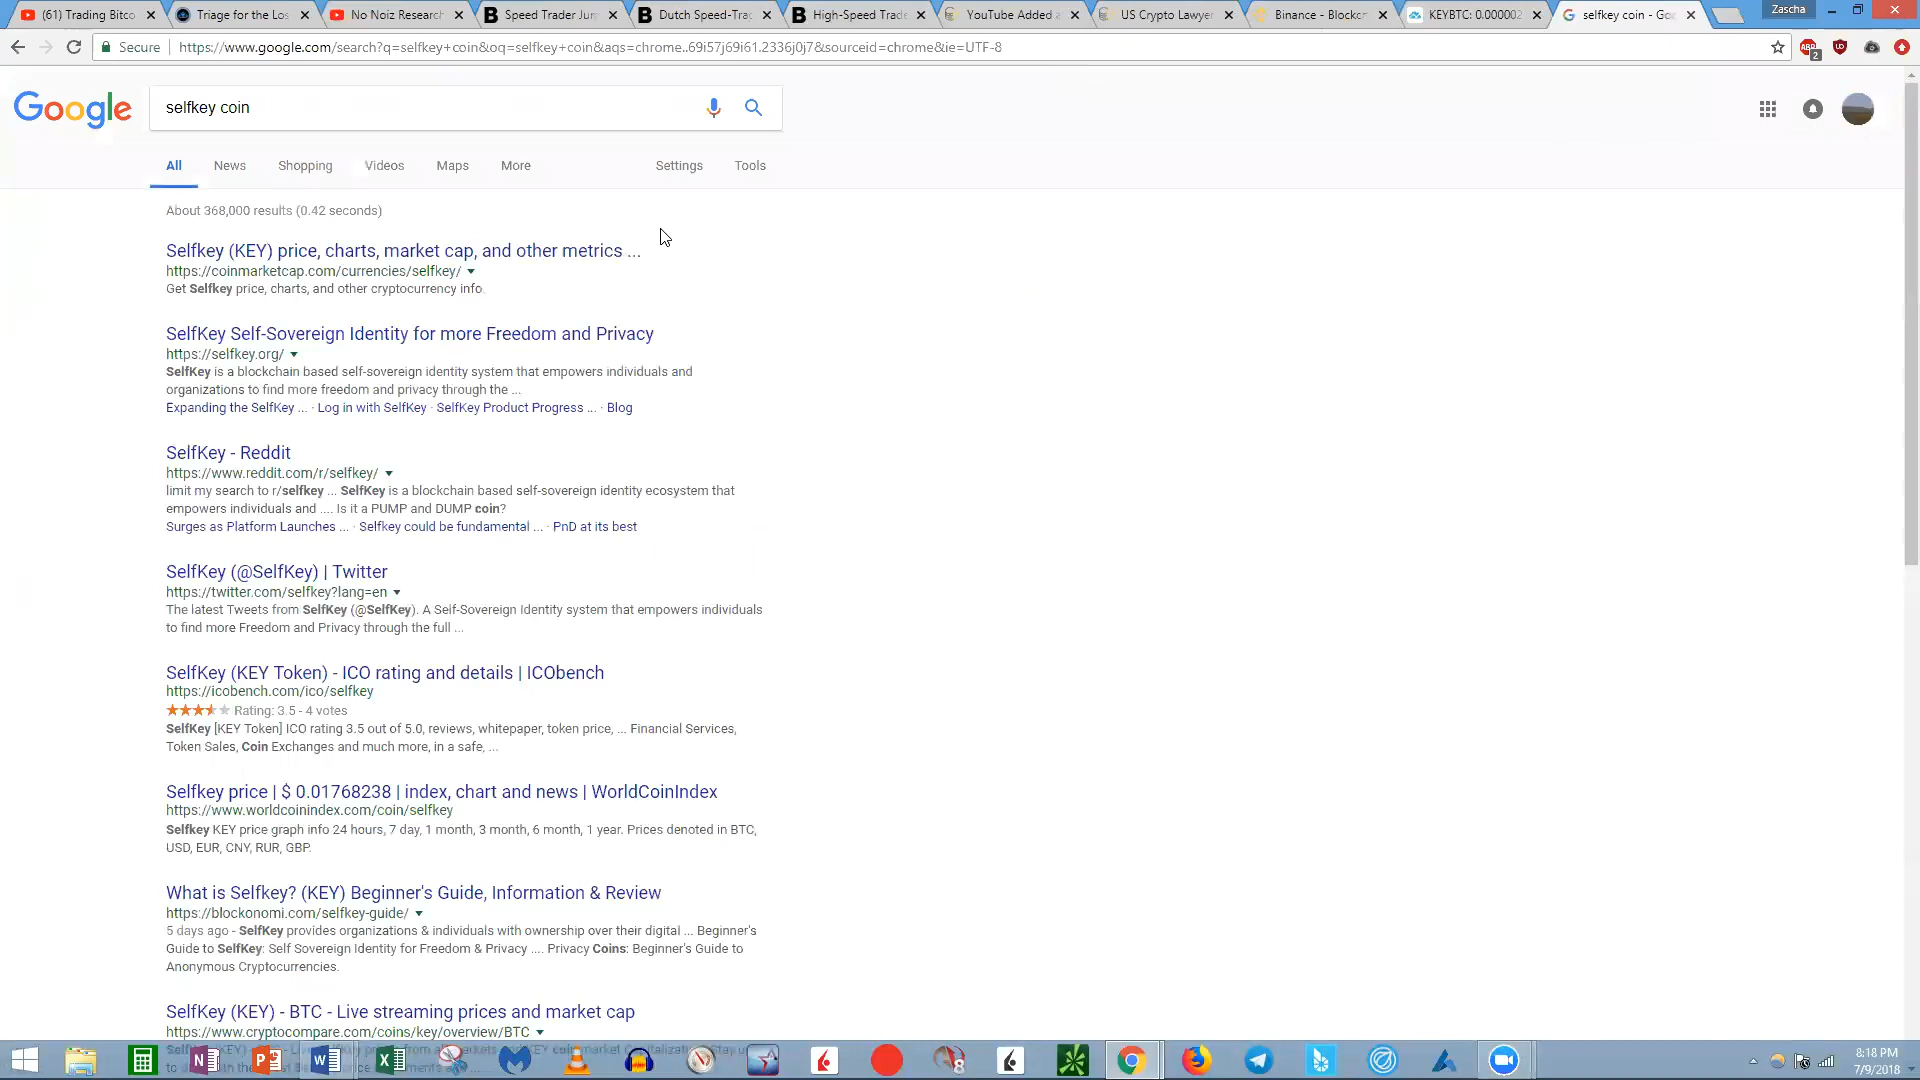 (61) Trading Bitco
Triage for the Los
No Noiz Research
Speed Trader Jum
Dutch Speed-Trad
High-Speed Trade
YouTube Added a
US Crypto Lawyer
Binance - Blockch
KEYBTC: 0.000002
selfkey coin - Goo
Zascha
Secure
https://www.google.com/search?q=selfkey+coin&oq=selfkey+coin&aqs=chrome..69i57j69i61.2336j0j7&sourceid=chrome&ie=UTF-8
ABP
2
Google
selfkey coin
All News Shopping Videos Maps More Settings Tools
About 368,000 results (0.42 seconds)
Selfkey (KEY) price, charts, market cap, and other metrics ...
https://coinmarketcap.com/currencies/selfkey/
Get Selfkey price, charts, and other cryptocurrency info.
SelfKey Self-Sovereign Identity for more Freedom and Privacy
https://selfkey.org/
SelfKey is a blockchain based self-sovereign identity system that empowers individuals and
organizations to find more freedom and privacy through the ...
Expanding the SelfKey ... · Log in with SelfKey · SelfKey Product Progress ... · Blog
SelfKey - Reddit
https://www.reddit.com/r/selfkey/
limit my search to r/selfkey ... SelfKey is a blockchain based self-sovereign identity ecosystem that
empowers individuals and .... Is it a PUMP and DUMP coin?
Surges as Platform Launches ... · Selfkey could be fundamental ... · PnD at its best
SelfKey (@SelfKey) | Twitter
https://twitter.com/selfkey?lang=en
The latest Tweets from SelfKey (@SelfKey). A Self-Sovereign Identity system that empowers individuals
to find more Freedom and Privacy through the full ...
SelfKey (KEY Token) - ICO rating and details | ICObench
https://icobench.com/ico/selfkey
Rating: 3.5 - 4 votes
SelfKey [KEY Token] ICO rating 3.5 out of 5.0, reviews, whitepaper, token price, ... Financial Services,
Token Sales, Coin Exchanges and much more, in a safe, ...
Selfkey price | $ 0.01768238 | index, chart and news | WorldCoinIndex
https://www.worldcoinindex.com/coin/selfkey
Selfkey KEY price graph info 24 hours, 7 day, 1 month, 3 month, 6 month, 1 year. Prices denoted in BTC,
USD, EUR, CNY, RUR, GBP.
What is Selfkey? (KEY) Beginner's Guide, Information & Review
https://blockonomi.com/selfkey-guide/
5 days ago - SelfKey provides organizations & individuals with ownership over their digital ... Beginner's
Guide to SelfKey: Self Sovereign Identity for Freedom & Privacy .... Privacy Coins: Beginner's Guide to
Anonymous Cryptocurrencies.
SelfKey (KEY) - BTC - Live streaming prices and market cap
https://www.cryptocompare.com/coins/key/overview/BTC
8:18 PM
7/9/2018